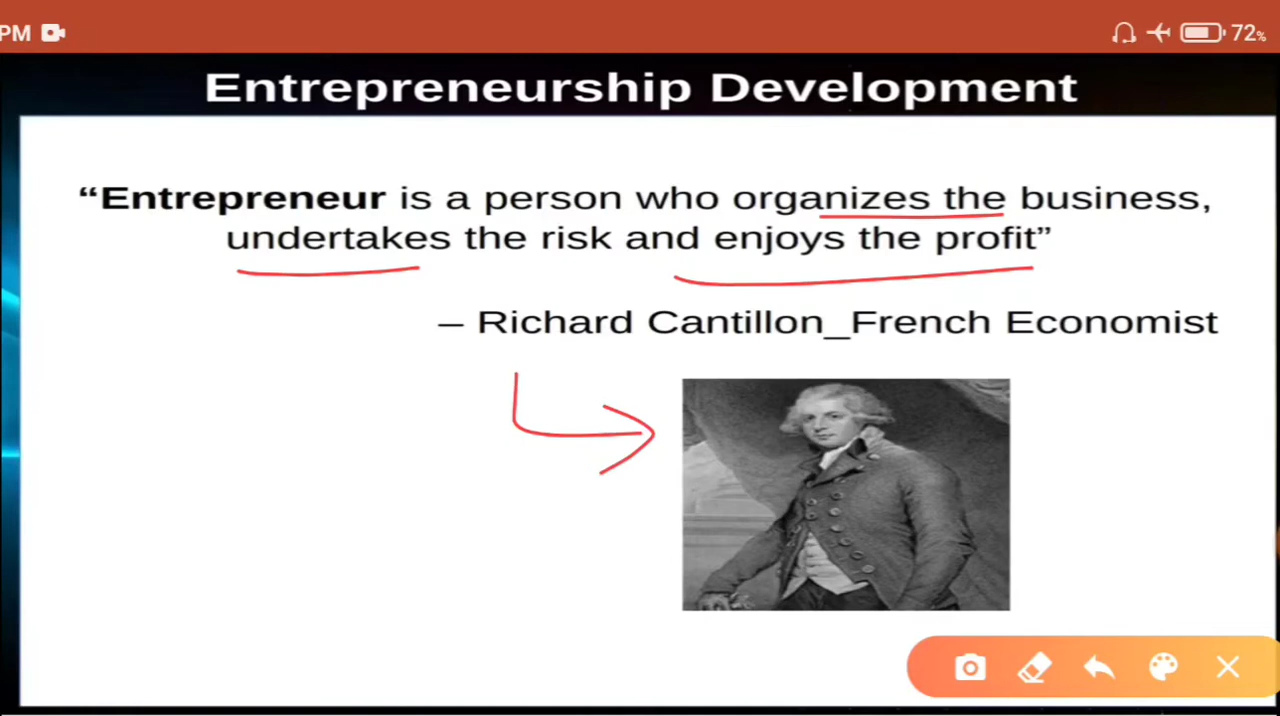 PM 72%
Entrepreneurship Development
“Entrepreneur is a person who organizes the business,
undertakes the risk and enjoys the profit”
– Richard Cantillon_French Economist